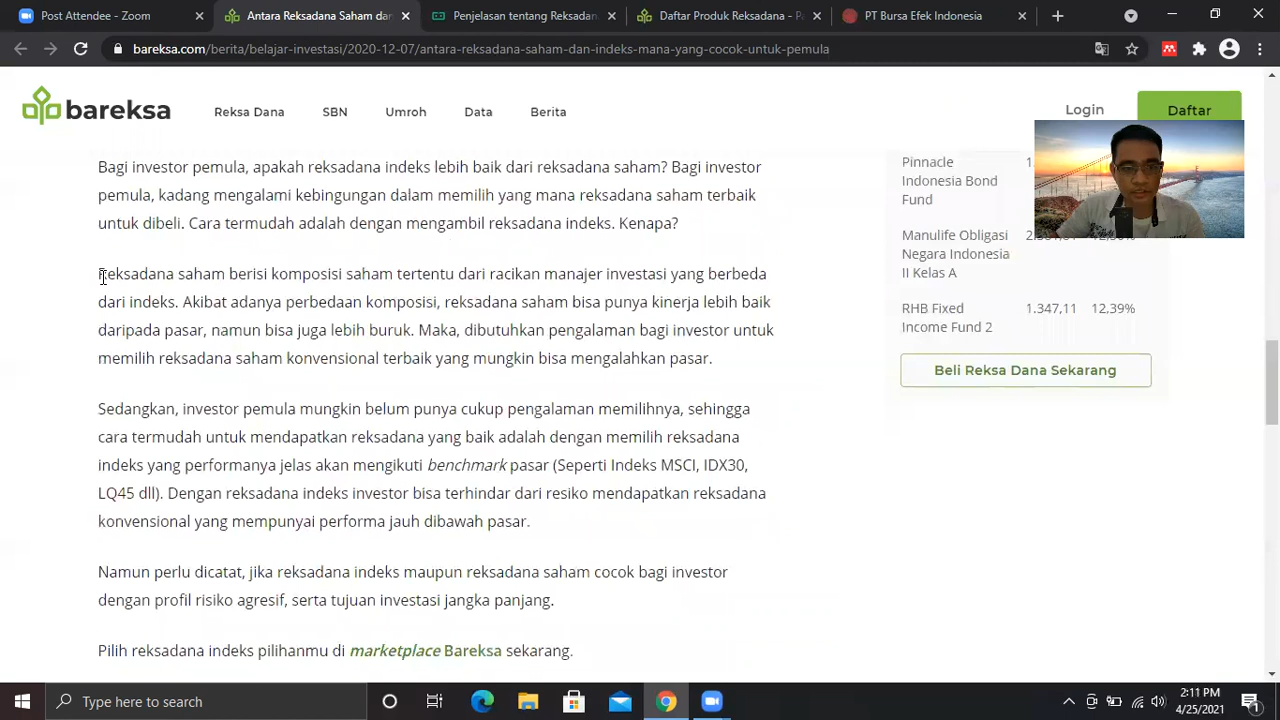 Post Attendee - Zoom
Antara Reksadana Saham dan
Penjelasan tentang Reksadan
Daftar Produk Reksadana - Pa
PT Bursa Efek Indonesia
bareksa.com/berita/belajar-investasi/2020-12-07/antara-reksadana-saham-dan-indeks-mana-yang-cocok-untuk-pemula
bareksa
Reksa Dana
SBN
Umroh
Data
Berita
Login
Daftar
Bagi investor pemula, apakah reksadana indeks lebih baik dari reksadana saham? Bagi investor
pemula, kadang mengalami kebingungan dalam memilih yang mana reksadana saham terbaik
untuk dibeli. Cara termudah adalah dengan mengambil reksadana indeks. Kenapa?
Reksadana saham berisi komposisi saham tertentu dari racikan manajer investasi yang berbeda
dari indeks. Akibat adanya perbedaan komposisi, reksadana saham bisa punya kinerja lebih baik
daripada pasar, namun bisa juga lebih buruk. Maka, dibutuhkan pengalaman bagi investor untuk
memilih reksadana saham konvensional terbaik yang mungkin bisa mengalahkan pasar.
Sedangkan, investor pemula mungkin belum punya cukup pengalaman memilihnya, sehingga
cara termudah untuk mendapatkan reksadana yang baik adalah dengan memilih reksadana
indeks yang performanya jelas akan mengikuti benchmark pasar (Seperti Indeks MSCI, IDX30,
LQ45 dll). Dengan reksadana indeks investor bisa terhindar dari resiko mendapatkan reksadana
konvensional yang mempunyai performa jauh dibawah pasar.
Namun perlu dicatat, jika reksadana indeks maupun reksadana saham cocok bagi investor
dengan profil risiko agresif, serta tujuan investasi jangka panjang.
Pilih reksadana indeks pilihanmu di marketplace Bareksa sekarang.
Pinnacle
Indonesia Bond
Fund
Manulife Obligasi
Negara Indonesia
II Kelas A
RHB Fixed 1.347,11 12,39%
Income Fund 2
Beli Reksa Dana Sekarang
Type here to search
2:11 PM
4/25/2021
1